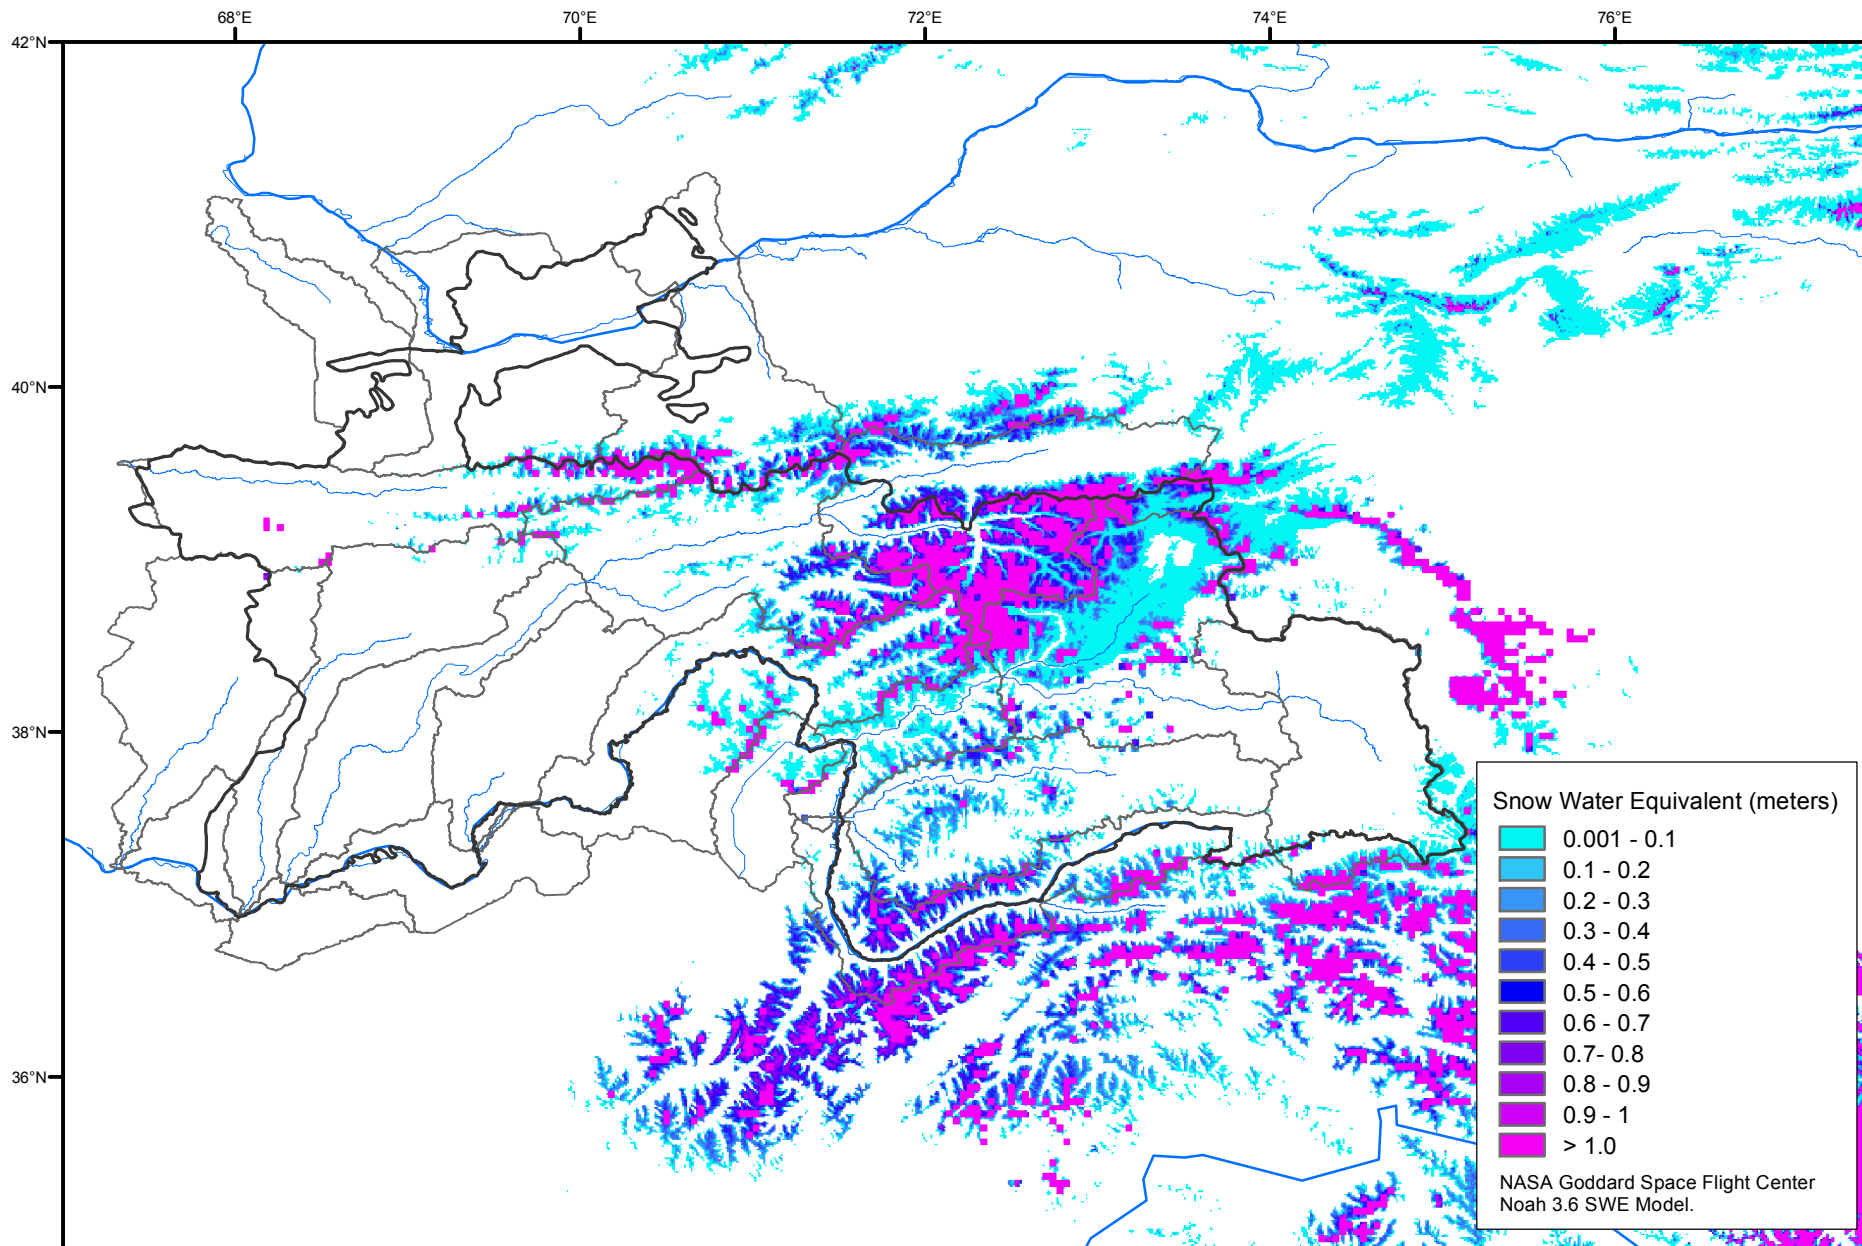 68°E 70°E 72°E 74°E 76°E
42°N
40°N
38°N
36°N
Snow Water Equivalent (meters)
0.001 - 0.1
0.1 - 0.2
0.2 - 0.3
0.3 - 0.4
0.4 - 0.5
0.5 - 0.6
0.6 - 0.7
0.7- 0.8
0.8 - 0.9
0.9 - 1
> 1.0
NASA Goddard Space Flight Center
Noah 3.6 SWE Model.